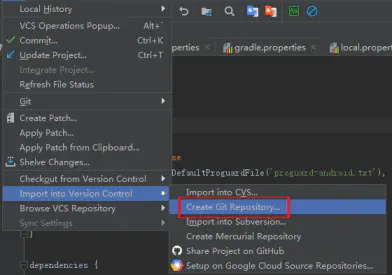 Local History
VCS Operations Popup... Alt+`
Commit... Ctrl+K
Update Project... Ctrl+T
Integrate Project...
Refresh File Status
Git
Create Patch...
Apply Patch...
Apply Patch from Clipboard...
Shelve Changes...
Checkout from Version Control
Import into Version Control
Browse VCS Repository
Sync Settings
perties
gradle.properties
local.proper
se
DefaultProguardFile('proguard-android.txt'),
Import into CVS...
Create Git Repository...
Import into Subversion...
Create Mercurial Repository
Share Project on GitHub
Setup on Google Cloud Source Repositories...
}
dependencies {